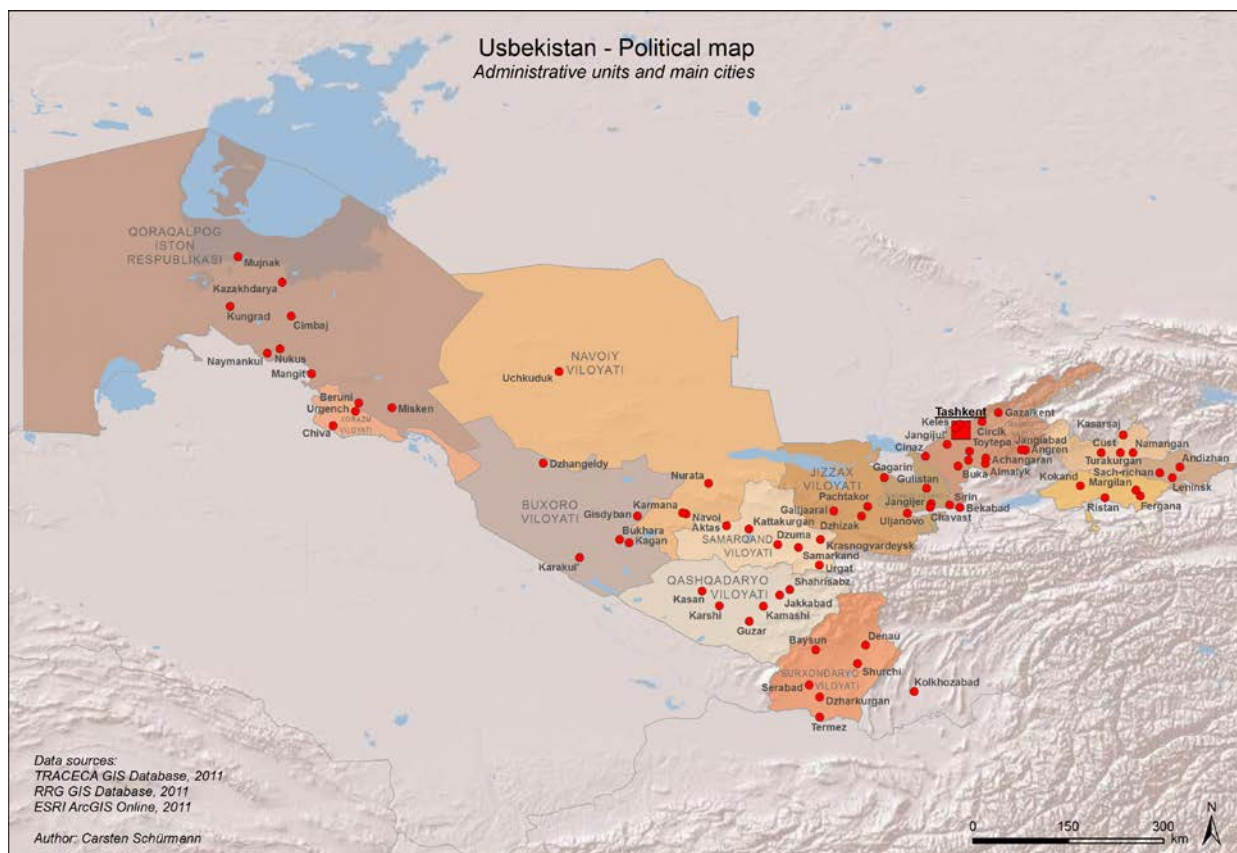 Usbekistan - Political map
Administrative units and main cities
QORAQALPOG
ISTON
RESPUBLIKASI
Mujnak
Kazakhdarya
Kungrad
Cimbaj
Naymankul
Nukus
Mangit
Beruni
Urgench
Misken
Chiva
VILOYATI
NAVOIY
VILOYATI
Uchkuduk
Dzhangeldy
BUXORO
VILOYATI
Gisdyban
Bukhara
Kagan
Karakul'
Nurata
Karmana
Navoi
Aktas
Kattakurgan
SAMARQAND
VILOYATI
Dzuma
Samarkand
Krasnogvardeysk
Urgat
JIZZAX
VILOYATI
Galljaaral
Pachtakor
Dzhizak
Uljanovo
Gagarin
Gulistan
Jangijer
Chavast
Sirin
Bekabad
Tashkent
Keles
Jangijul'
Cinaz
Gazalkent
Circik
Toytepa
Buka
Jangiabad
Angren
Achangaran
Almalyk
Kasarsaj
Cust
Namangan
Turakurgan
Sach-richan
Andizhan
Leninsk
Kokand
Margilan
Fergana
Ristan
QASHQADARYO
VILOYATI
Kasan
Karshi
Guzar
Kamashi
Jakkabad
Shahrisabz
Baysun
Denau
Shurchi
SURXONDARYO
VILOYATI
Serabad
Dzharkurgan
Termez
Kolkhozabad
Data sources:
TRACECA GIS Database, 2011
RRG GIS Database, 2011
ESRI ArcGIS Online, 2011
Author: Carsten Schürmann
N
0 150 300
km